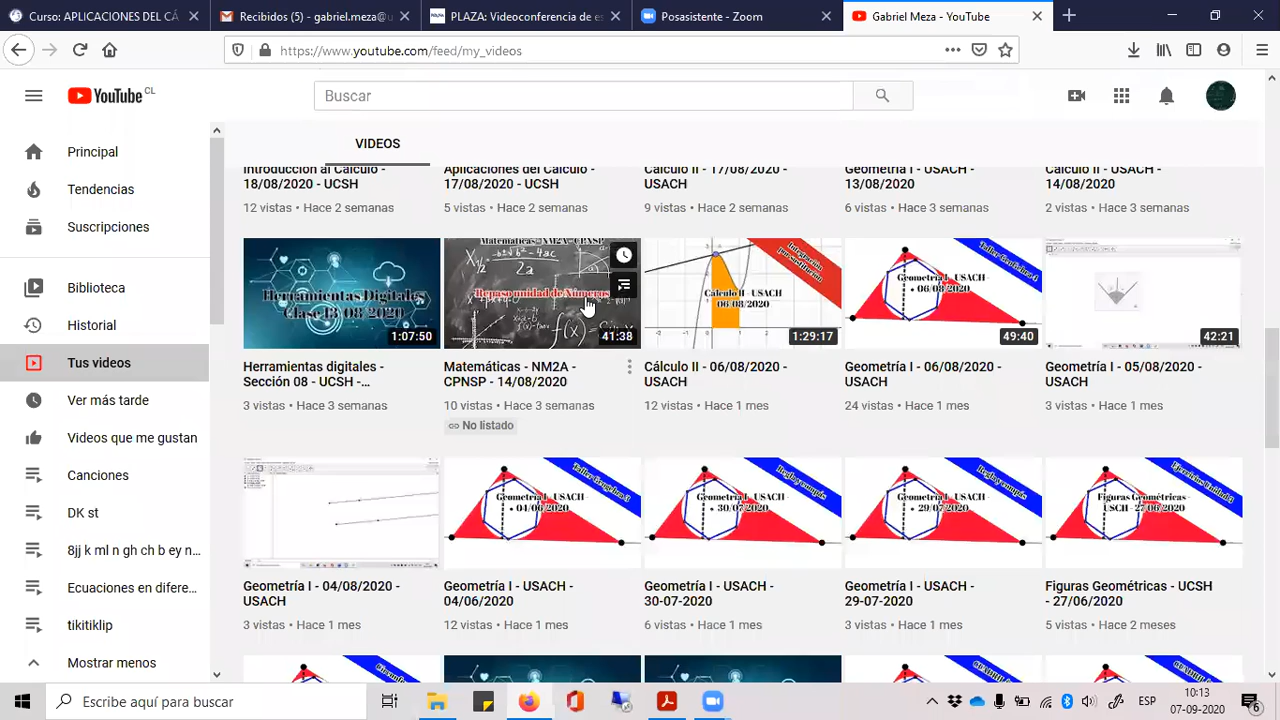 Curso: APLICACIONES DEL CÁ
Recibidos (5) - gabriel.meza@u
PLAZA: Videoconferencia de es
Posasistente - Zoom
Gabriel Meza - YouTube
https://www.youtube.com/feed/my_videos
YouTube CL
Buscar
VIDEOS
Principal
Tendencias
Suscripciones
Biblioteca
Historial
Tus videos
Ver más tarde
Videos que me gustan
Canciones
DK st
8jj k ml n gh ch b ey n...
Ecuaciones en difere...
tikitiklip
Mostrar menos
Introducción al Cálculo -
18/08/2020 - UCSH
12 vistas • Hace 2 semanas
Aplicaciones del Cálculo -
17/08/2020 - UCSH
5 vistas • Hace 2 semanas
Cálculo II - 17/08/2020 -
USACH
9 vistas • Hace 2 semanas
Geometría I - USACH -
13/08/2020
6 vistas • Hace 3 semanas
Cálculo II - USACH -
14/08/2020
2 vistas • Hace 3 semanas
Herramientas Digitales
Clase 13/08/2020
1:07:50
Herramientas digitales -
Sección 08 - UCSH -...
3 vistas • Hace 3 semanas
Matemáticas - NM2A - CPNSP
Repaso unidad de Números
41:38
Matemáticas - NM2A -
CPNSP - 14/08/2020
10 vistas • Hace 3 semanas
No listado
Integración
por sustitución
Cálculo II - USACH
06/08/2020
1:29:17
Cálculo II - 06/08/2020 -
USACH
12 vistas • Hace 1 mes
Geometría I - USACH -
06/08/2020
49:40
Geometría I - 06/08/2020 -
USACH
24 vistas • Hace 1 mes
42:21
Geometría I - 05/08/2020 -
USACH
3 vistas • Hace 1 mes
Geometría I - 04/08/2020 -
USACH
3 vistas • Hace 1 mes
Geometría I - USACH -
04/06/2020
Geometría I - USACH -
04/06/2020
12 vistas • Hace 1 mes
Regla y compás
Geometría I - USACH -
30/07/2020
Geometría I - USACH -
30-07-2020
6 vistas • Hace 1 mes
Regla y compás
Geometría I - USACH -
29/07/2020
Geometría I - USACH -
29-07-2020
3 vistas • Hace 1 mes
Figuras Geométricas -
USCH - 27/06/2020
Figuras Geométricas - UCSH
- 27/06/2020
5 vistas • Hace 2 meses
Escribe aquí para buscar
ESP
10:13
07-09-2020
6